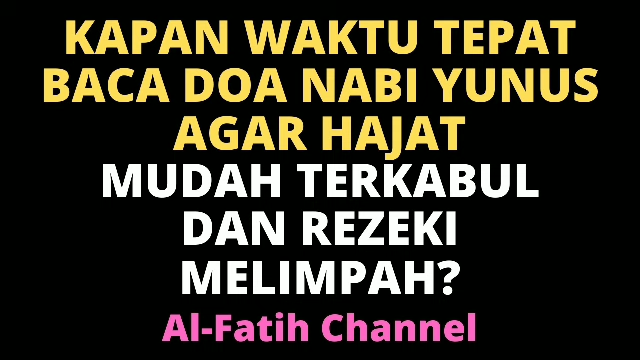 KAPAN WAKTU TEPAT
BACA DOA NABI YUNUS
AGAR HAJAT
MUDAH TERKABUL
DAN REZEKI
MELIMPAH?
Al-Fatih Channel